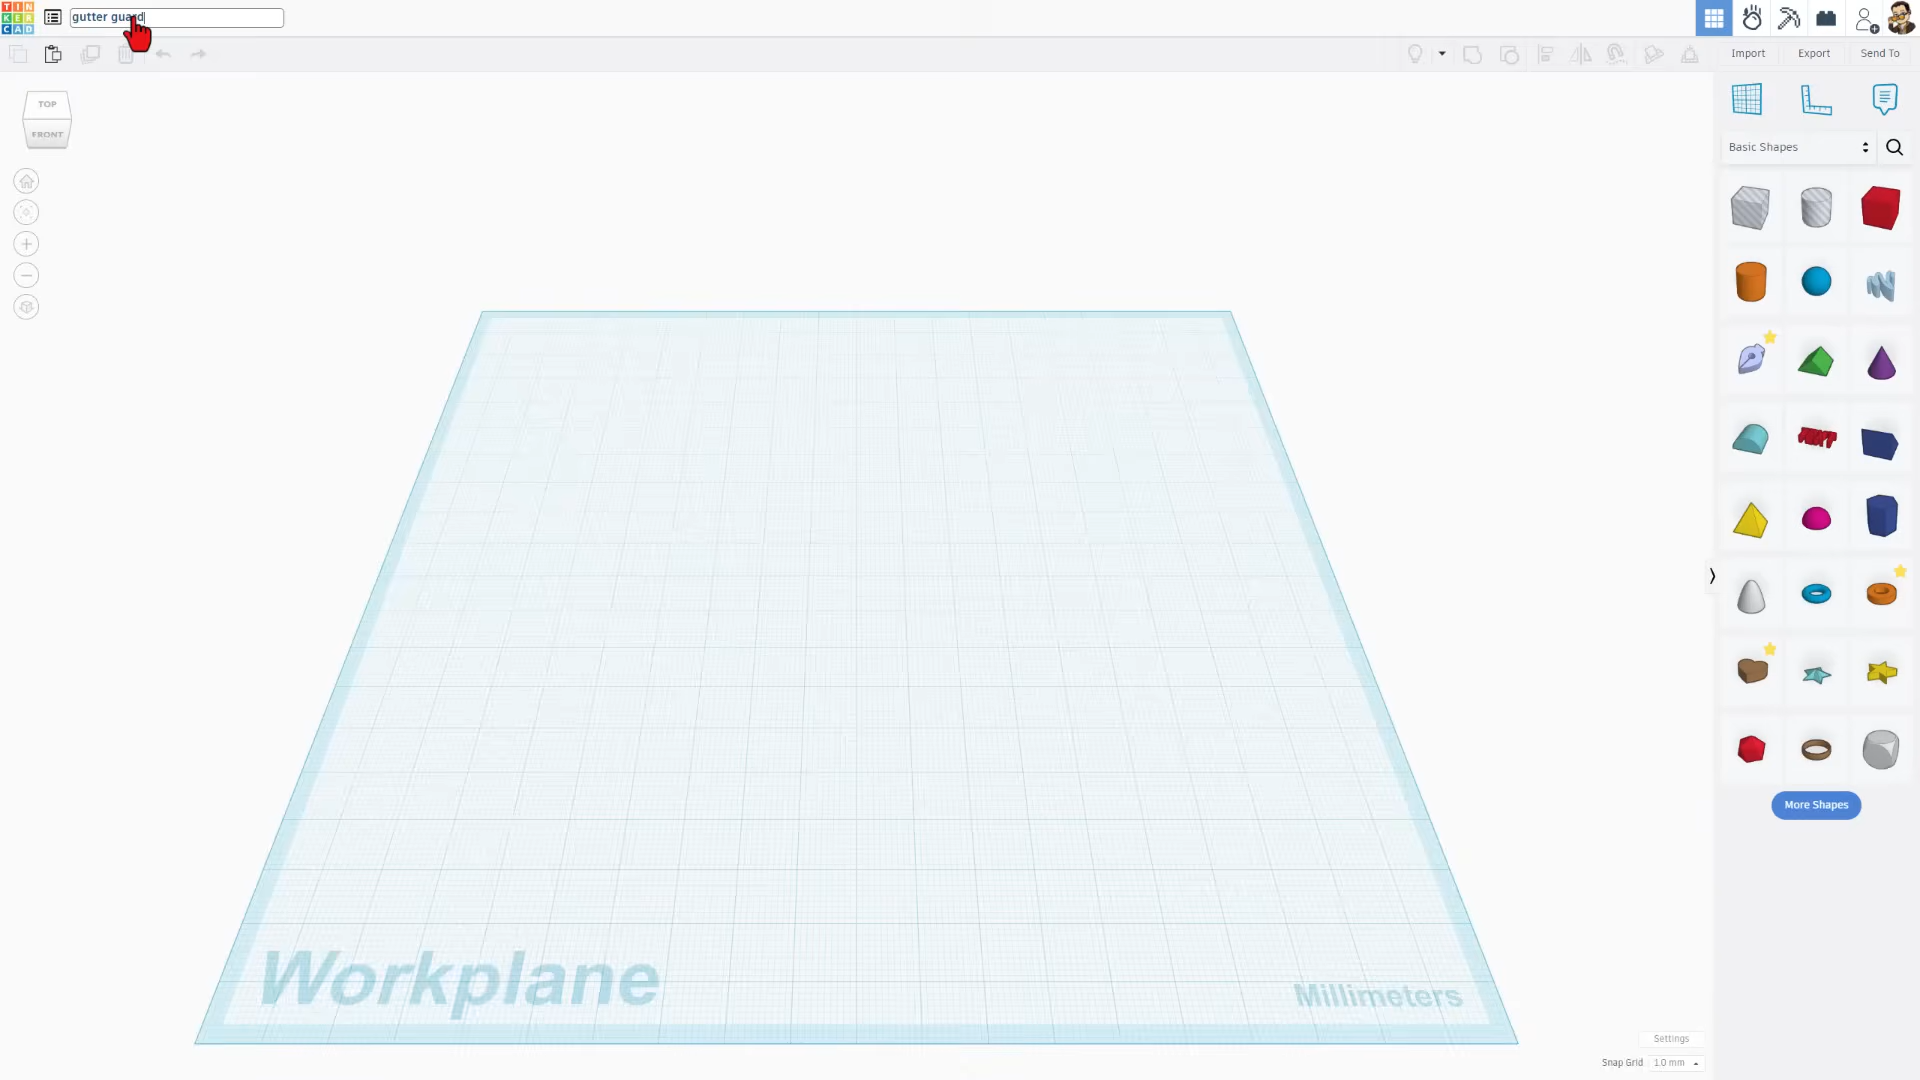 TIN
KER
CAD
gutter guard
Import
Export
Send To
TOP
FRONT
Basic Shapes
More Shapes
Workplane
Millimeters
Settings
Snap Grid 1.0 mm